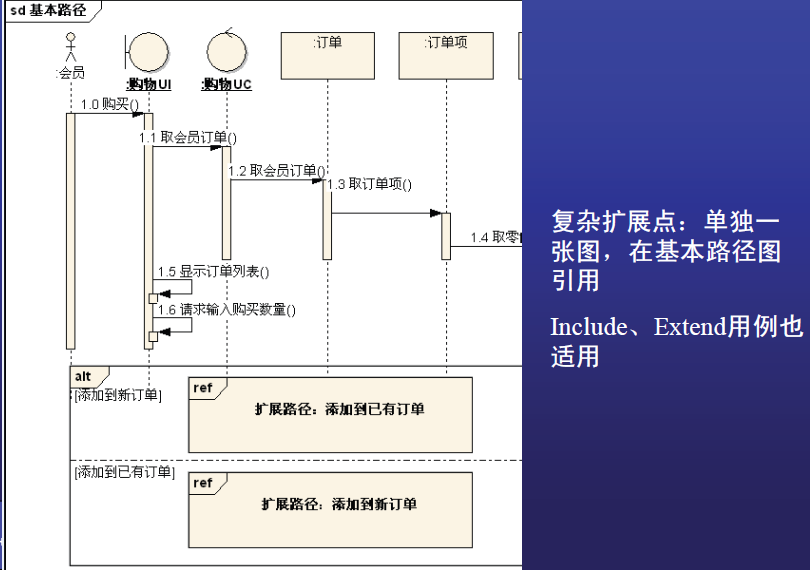 sd 基本路径
:会员
:购物UI
:购物UC
:订单
:订单项
1.0 购买()
1.1 取会员订单()
1.2 取会员订单()
1.3 取订单项()
1.4 取零
1.5 显示订单列表()
1.6 请求输入购买数量()
alt
[添加到新订单]
ref
扩展路径：添加到已有订单
[添加到已有订单]
ref
扩展路径：添加到新订单
复杂扩展点：单独一
张图，在基本路径图
引用
Include、Extend用例也
适用